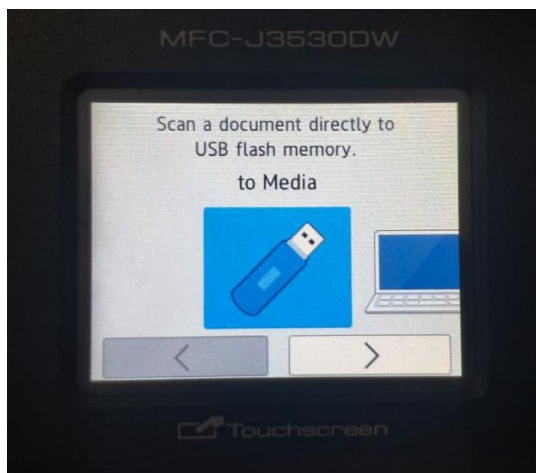 MFC-J3530DW
Scan a document directly to
USB flash memory.
to Media
< >
Touchscreen